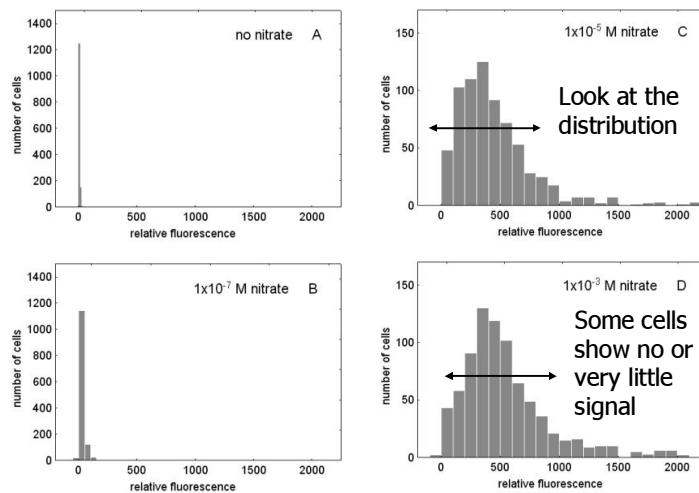 no nitrate A
1400
1200
1000
800
600
400
200
0
number of cells
0 500 1000 1500 2000
relative fluorescence
1x10⁻⁵ M nitrate C
150
100
50
0
number of cells
Look at the
distribution
0 500 1000 1500 2000
relative fluorescence
1x10⁻⁷ M nitrate B
1400
1200
1000
800
600
400
200
0
number of cells
0 500 1000 1500 2000
relative fluorescence
1x10⁻³ M nitrate D
150
100
50
0
number of cells
Some cells
show no or
very little
signal
0 500 1000 1500 2000
relative fluorescence